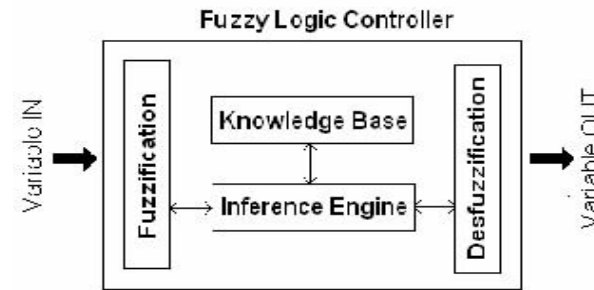 Fuzzy Logic Controller
Variable IN
Fuzzification
Knowledge Base
Inference Engine
Desfuzzification
Variable OUT